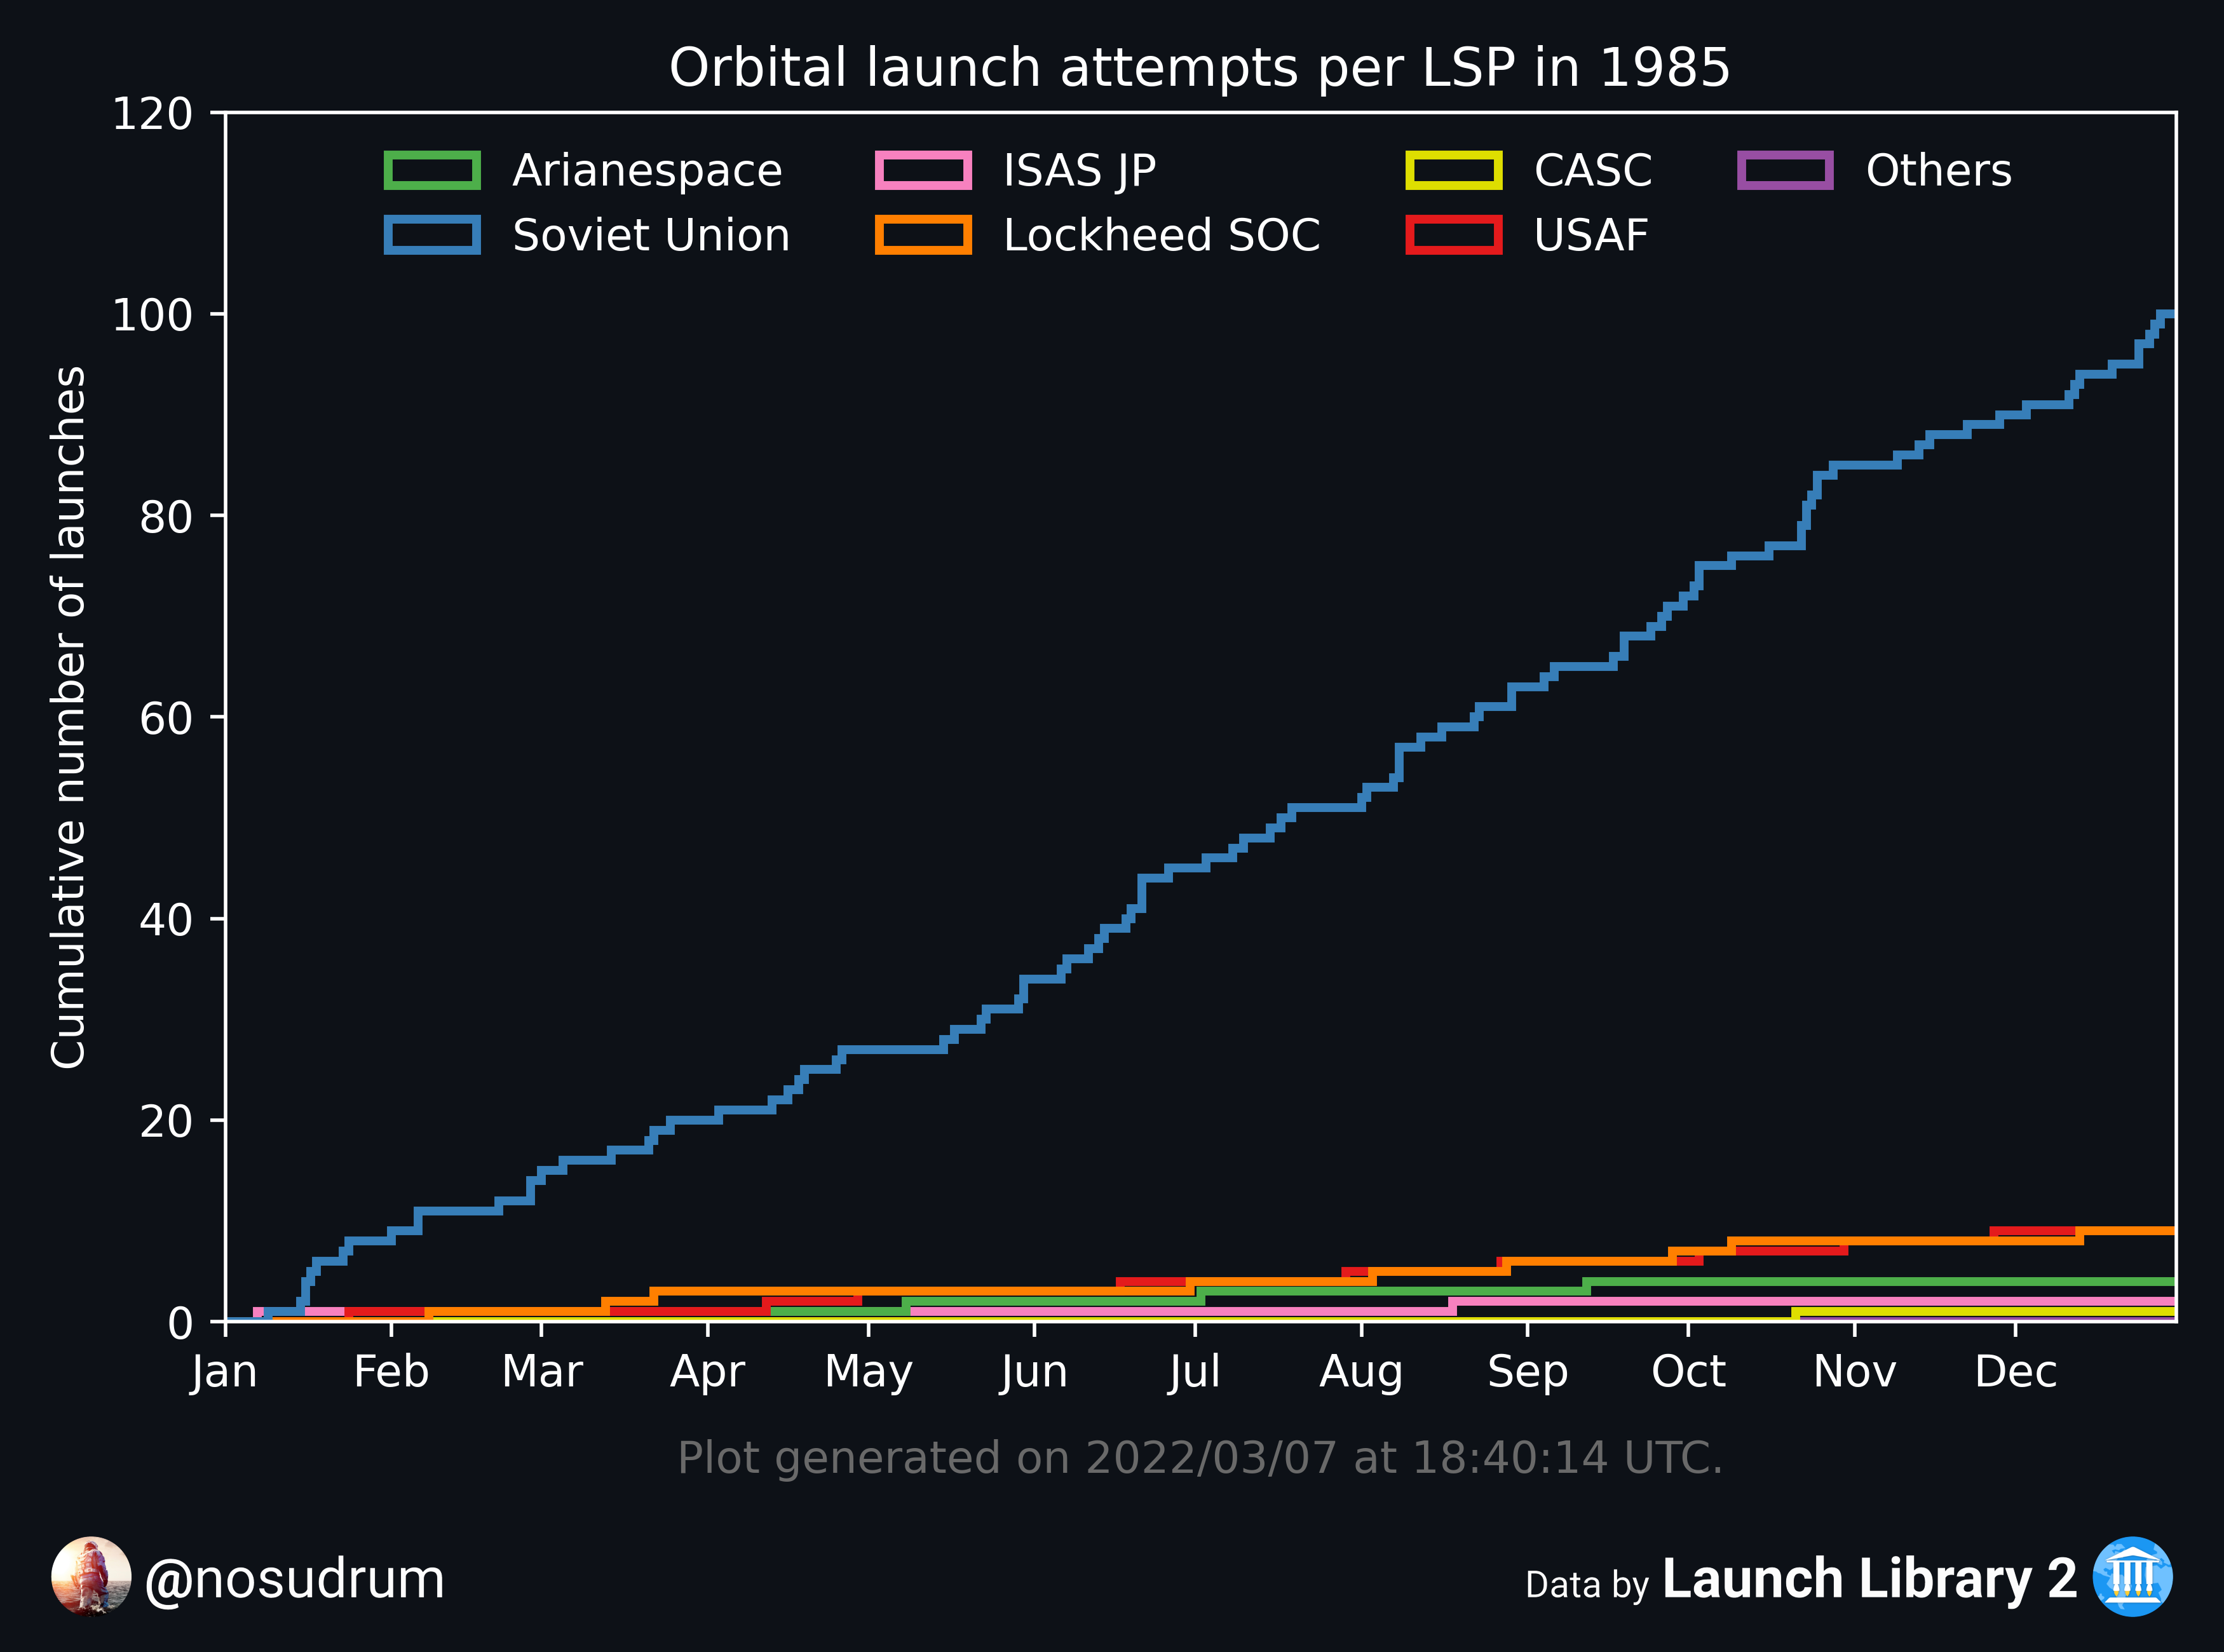 Orbital launch attempts per LSP in 1985
120
100
80
60
40
20
0
Cumulative number of launches
Arianespace
Soviet Union
ISAS JP
Lockheed SOC
CASC
USAF
Others
Jan Feb Mar Apr May Jun Jul Aug Sep Oct Nov Dec
Plot generated on 2022/03/07 at 18:40:14 UTC.
@nosudrum
Data by Launch Library 2